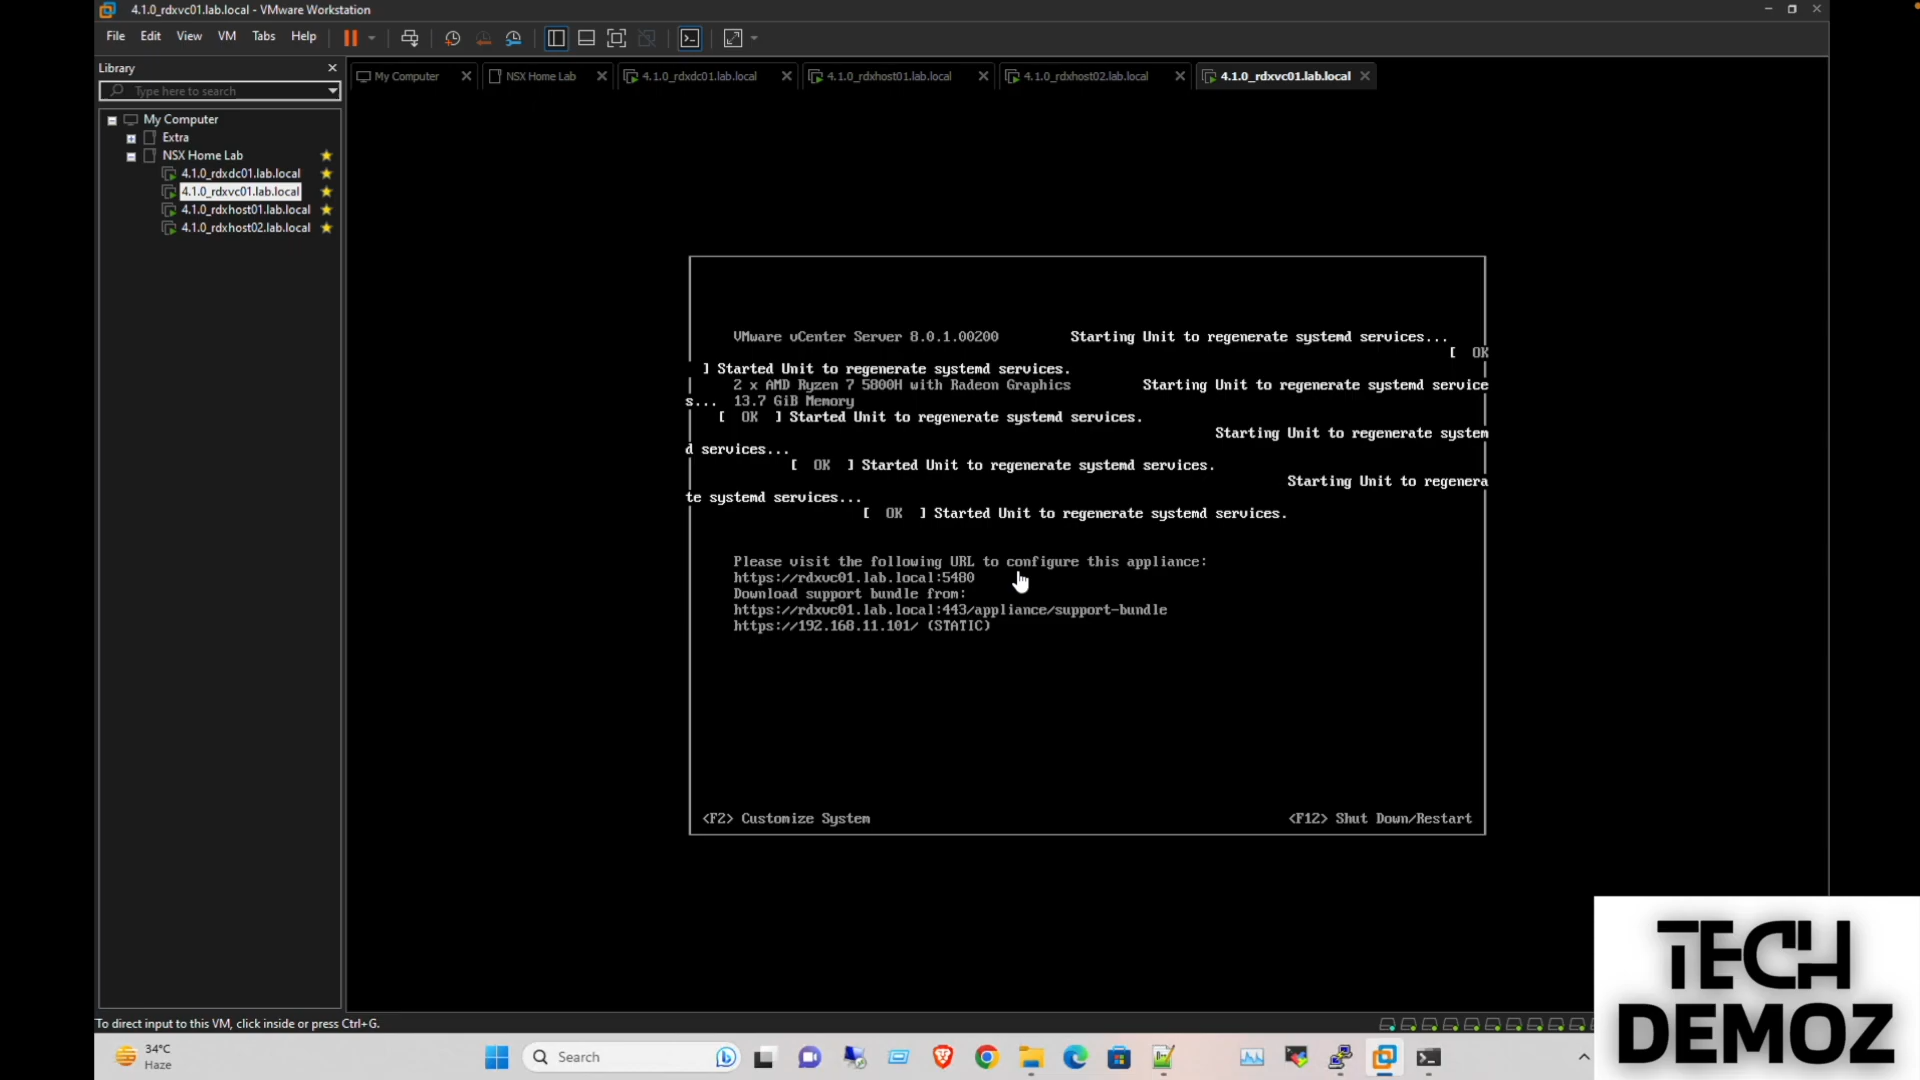 4.1.0_rdxvc01.lab.local - VMware Workstation
File Edit View VM Tabs Help
Library
Type here to search
My Computer
Extra
NSX Home Lab
4.1.0_rdxdc01.lab.local
4.1.0_rdxvc01.lab.local
4.1.0_rdxhost01.lab.local
4.1.0_rdxhost02.lab.local
My Computer NSX Home Lab 4.1.0_rdxdc01.lab.local 4.1.0_rdxhost01.lab.local 4.1.0_rdxhost02.lab.local 4.1.0_rdxvc01.lab.local
VMware vCenter Server 8.0.1.00200 Starting Unit to regenerate systemd services...
[ OK
] Started Unit to regenerate systemd services.
2 x AMD Ryzen 7 5800H with Radeon Graphics Starting Unit to regenerate systemd service
s... 13.7 GiB Memory
[ OK ] Started Unit to regenerate systemd services.
Starting Unit to regenerate system
d services...
[ OK ] Started Unit to regenerate systemd services.
Starting Unit to regenera
te systemd services...
[ OK ] Started Unit to regenerate systemd services.
Please visit the following URL to configure this appliance:
https://rdxvc01.lab.local:5480
Download support bundle from:
https://rdxvc01.lab.local:443/appliance/support-bundle
https://192.168.11.101/ (STATIC)
<F2> Customize System <F12> Shut Down/Restart
To direct input to this VM, click inside or press Ctrl+G.
34°C
Haze
Search
TECH
DEMOZ